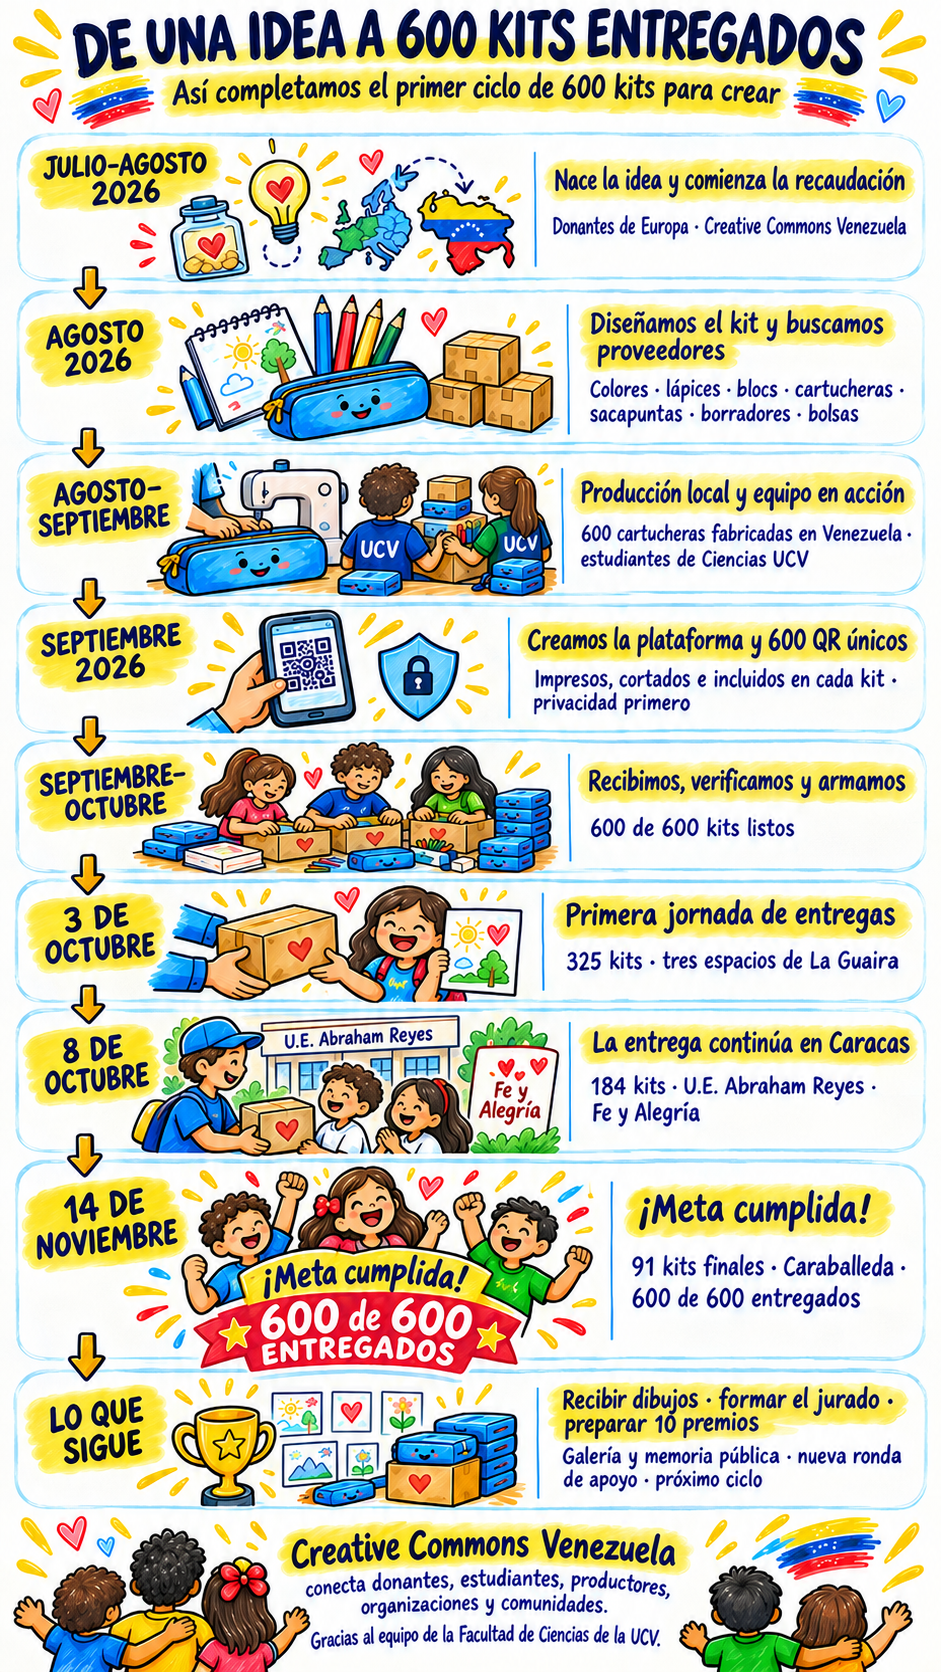 DE UNA IDEA A 600 KITS ENTREGADOS
Así completamos el primer ciclo de 600 kits para crear
JULIO-AGOSTO
2026
Nace la idea y comienza la recaudación
Donantes de Europa · Creative Commons Venezuela
AGOSTO
2026
Diseñamos el kit y buscamos
proveedores
Colores · lápices · blocs · cartucheras ·
sacapuntas · borradores · bolsas
AGOSTO-
SEPTIEMBRE
UCV
UCV
Producción local y equipo en acción
600 cartucheras fabricadas en Venezuela ·
estudiantes de Ciencias UCV
SEPTIEMBRE
2026
Creamos la plataforma y 600 QR únicos
Impresos, cortados e incluidos en cada kit ·
privacidad primero
SEPTIEMBRE-
OCTUBRE
Recibimos, verificamos y armamos
600 de 600 kits listos
3 DE
OCTUBRE
Primera jornada de entregas
325 kits · tres espacios de La Guaira
8 DE
OCTUBRE
U.E. Abraham Reyes
Fe y
Alegría
La entrega continúa en Caracas
184 kits · U.E. Abraham Reyes ·
Fe y Alegría
14 DE
NOVIEMBRE
¡Meta cumplida!
600 de 600
ENTREGADOS
¡Meta cumplida!
91 kits finales · Caraballeda ·
600 de 600 entregados
LO QUE
SIGUE
Recibir dibujos · formar el jurado ·
preparar 10 premios
Galería y memoria pública · nueva ronda
de apoyo · próximo ciclo
Creative Commons Venezuela
conecta donantes, estudiantes, productores,
organizaciones y comunidades.
Gracias al equipo de la Facultad de Ciencias de la UCV.